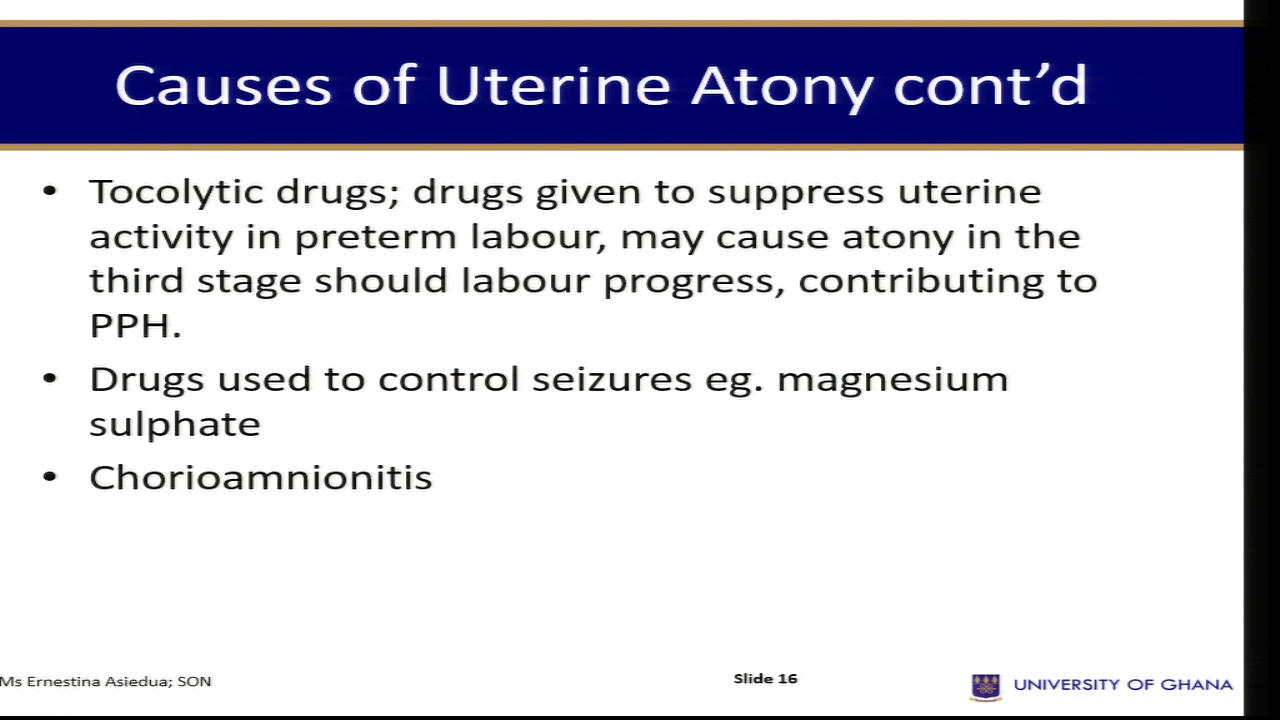 Causes of Uterine Atony cont’d
• Tocolytic drugs; drugs given to suppress uterine
activity in preterm labour, may cause atony in the
third stage should labour progress, contributing to
PPH.
• Drugs used to control seizures eg. magnesium
sulphate
• Chorioamnionitis
Ms Ernestina Asiedua; SON
Slide 16
UNIVERSITY OF GHANA